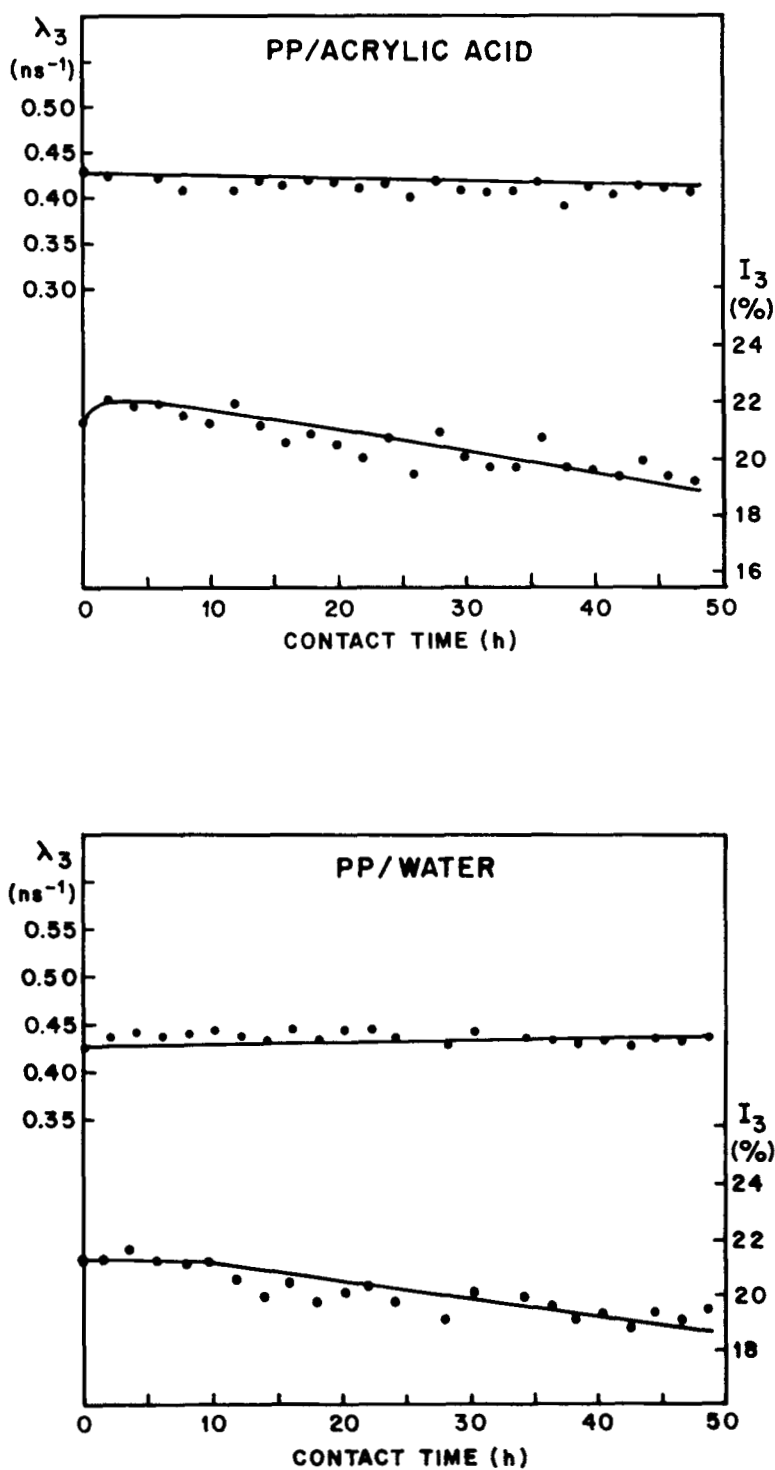 PP/ACRYLIC ACID
λ3
(ns⁻¹)
0.50
0.45
0.40
0.35
0.30
I3
(%)
24
22
20
18
16
0 10 20 30 40 50
CONTACT TIME (h)
PP/WATER
λ3
(ns⁻¹)
0.55
0.50
0.45
0.40
0.35
I3
(%)
24
22
20
18
0 10 20 30 40 50
CONTACT TIME (h)